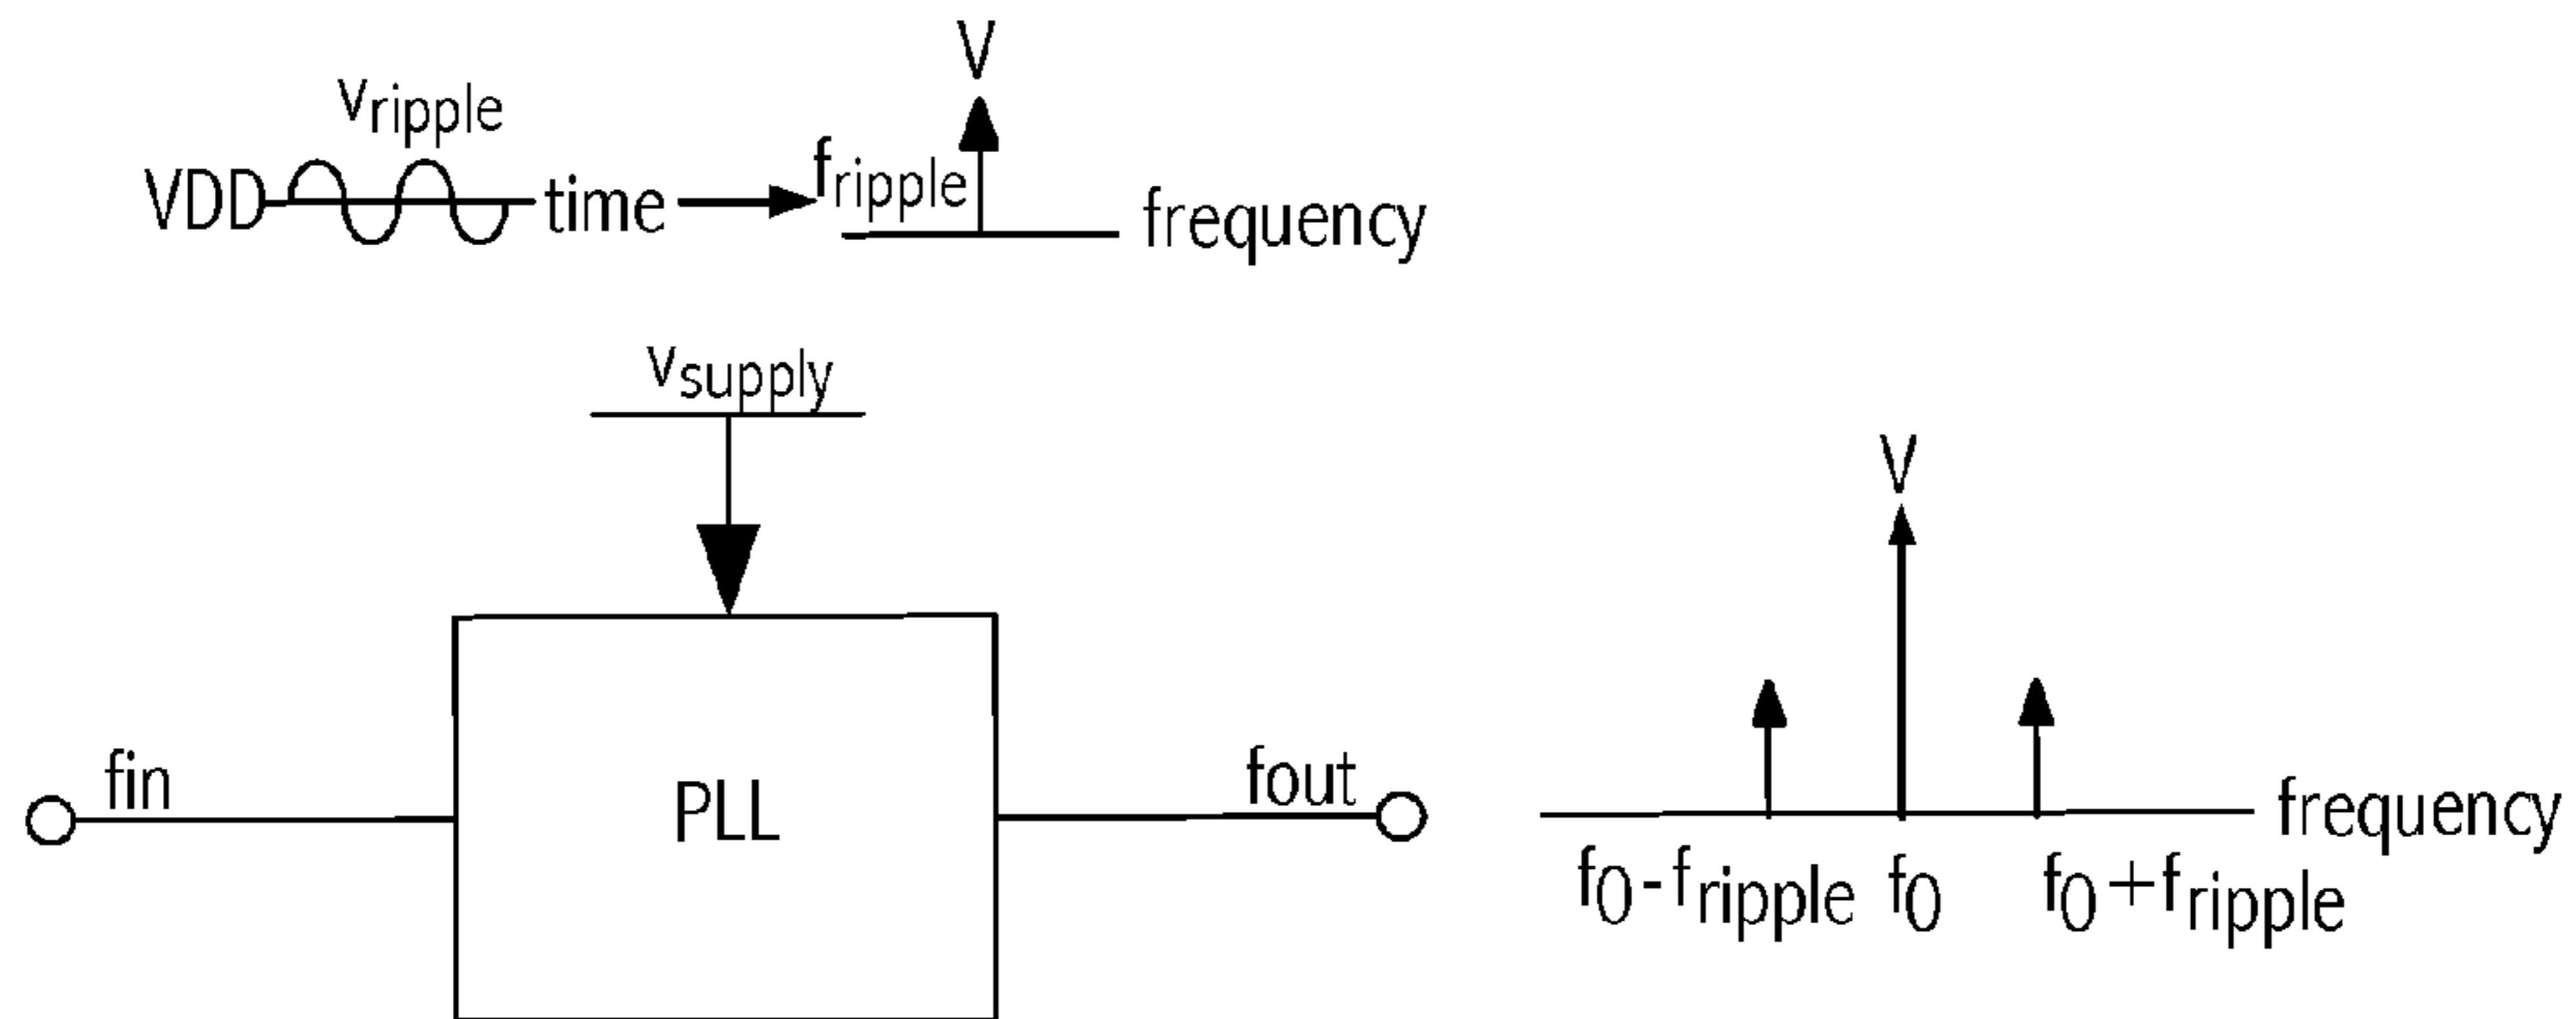 V
vripple
VDD
time
fripple
frequency
vsupply
V
fin
PLL
fout
frequency
f0-fripple
f0
f0+fripple